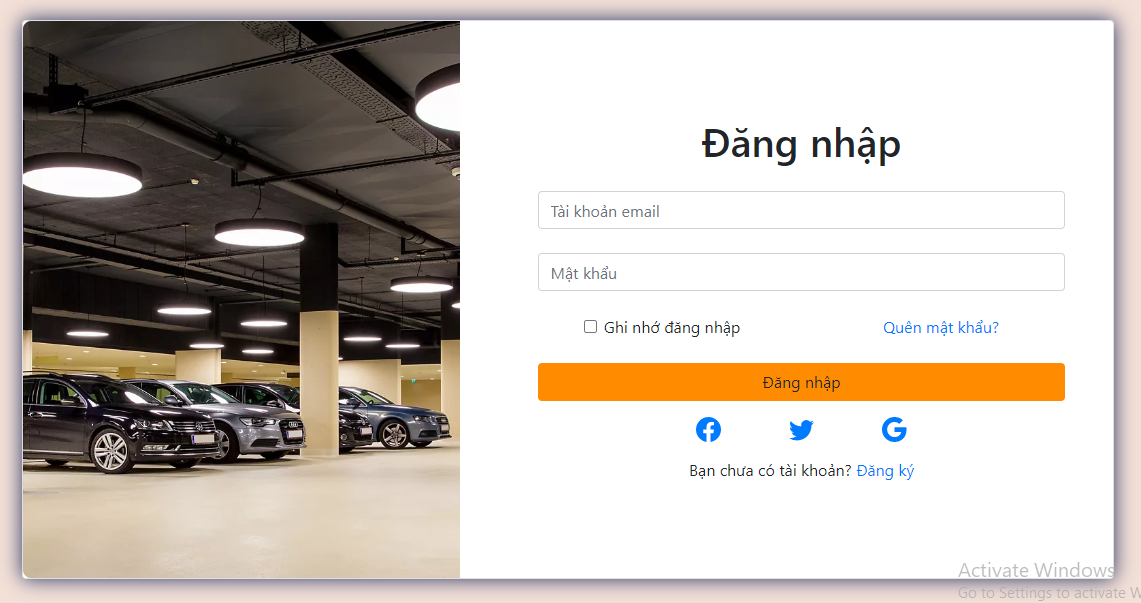 Đăng nhập
Tài khoản email
Mật khẩu
Ghi nhớ đăng nhập Quên mật khẩu?
Đăng nhập
Bạn chưa có tài khoản? Đăng ký
Activate Windows
Go to Settings to activate W